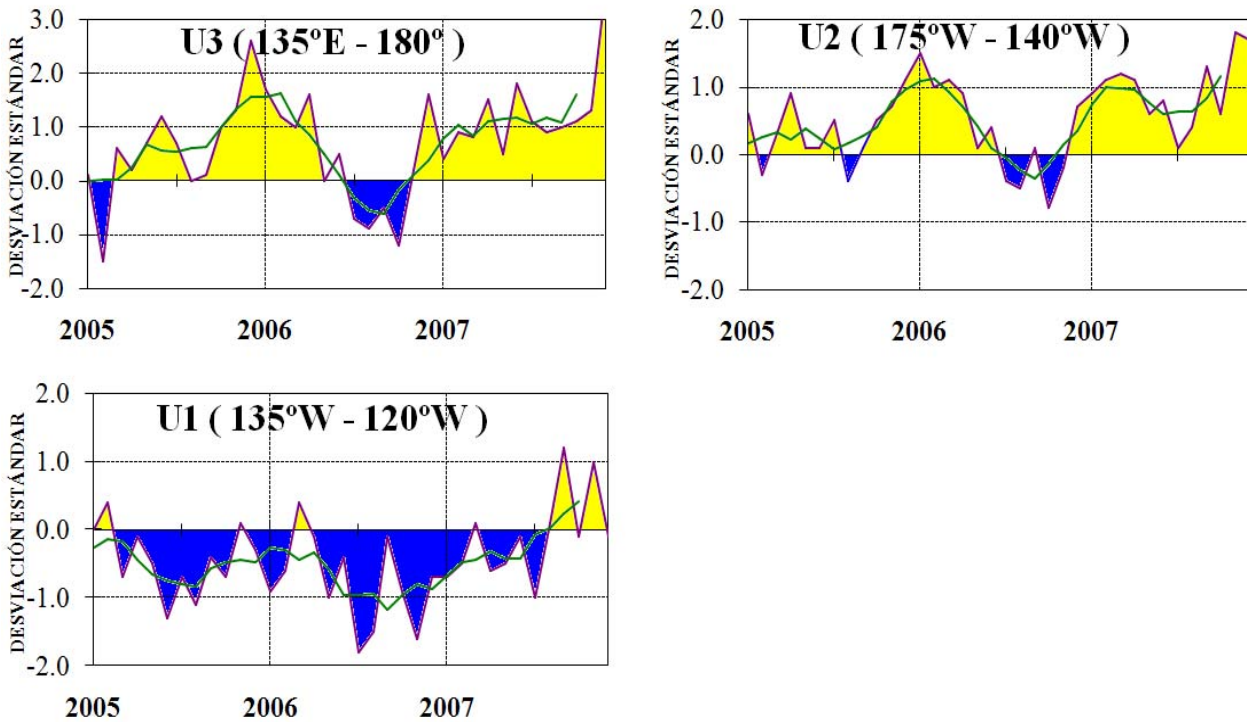 U3 ( 135ºE - 180º )
DESVIACIÓN ESTÁNDAR
3.0
2.0
1.0
0.0
-1.0
-2.0
2005 2006 2007
U2 ( 175ºW - 140ºW )
DESVIACIÓN ESTÁNDAR
2.0
1.0
0.0
-1.0
-2.0
2005 2006 2007
U1 ( 135ºW - 120ºW )
DESVIACIÓN ESTÁNDAR
2.0
1.0
0.0
-1.0
-2.0
2005 2006 2007